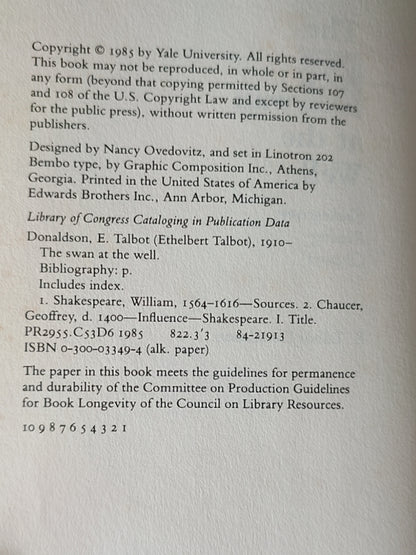 Copyright © 1985 by Yale University. All rights reserved.
This book may not be reproduced, in whole or in part, in
any form (beyond that copying permitted by Sections 107
and 108 of the U.S. Copyright Law and except by reviewers
for the public press), without written permission from the
publishers.
Designed by Nancy Ovedovitz, and set in Linotron 202
Bembo type, by Graphic Composition Inc., Athens,
Georgia. Printed in the United States of America by
Edwards Brothers Inc., Ann Arbor, Michigan.
Library of Congress Cataloging in Publication Data
Donaldson, E. Talbot (Ethelbert Talbot), 1910–
The swan at the well.
Bibliography: p.
Includes index.
1. Shakespeare, William, 1564–1616—Sources. 2. Chaucer,
Geoffrey, d. 1400—Influence—Shakespeare. I. Title.
PR2955.C53D6 1985 822.3'3 84-21913
ISBN 0-300-03349-4 (alk. paper)
The paper in this book meets the guidelines for permanence
and durability of the Committee on Production Guidelines
for Book Longevity of the Council on Library Resources.
10 9 8 7 6 5 4 3 2 1